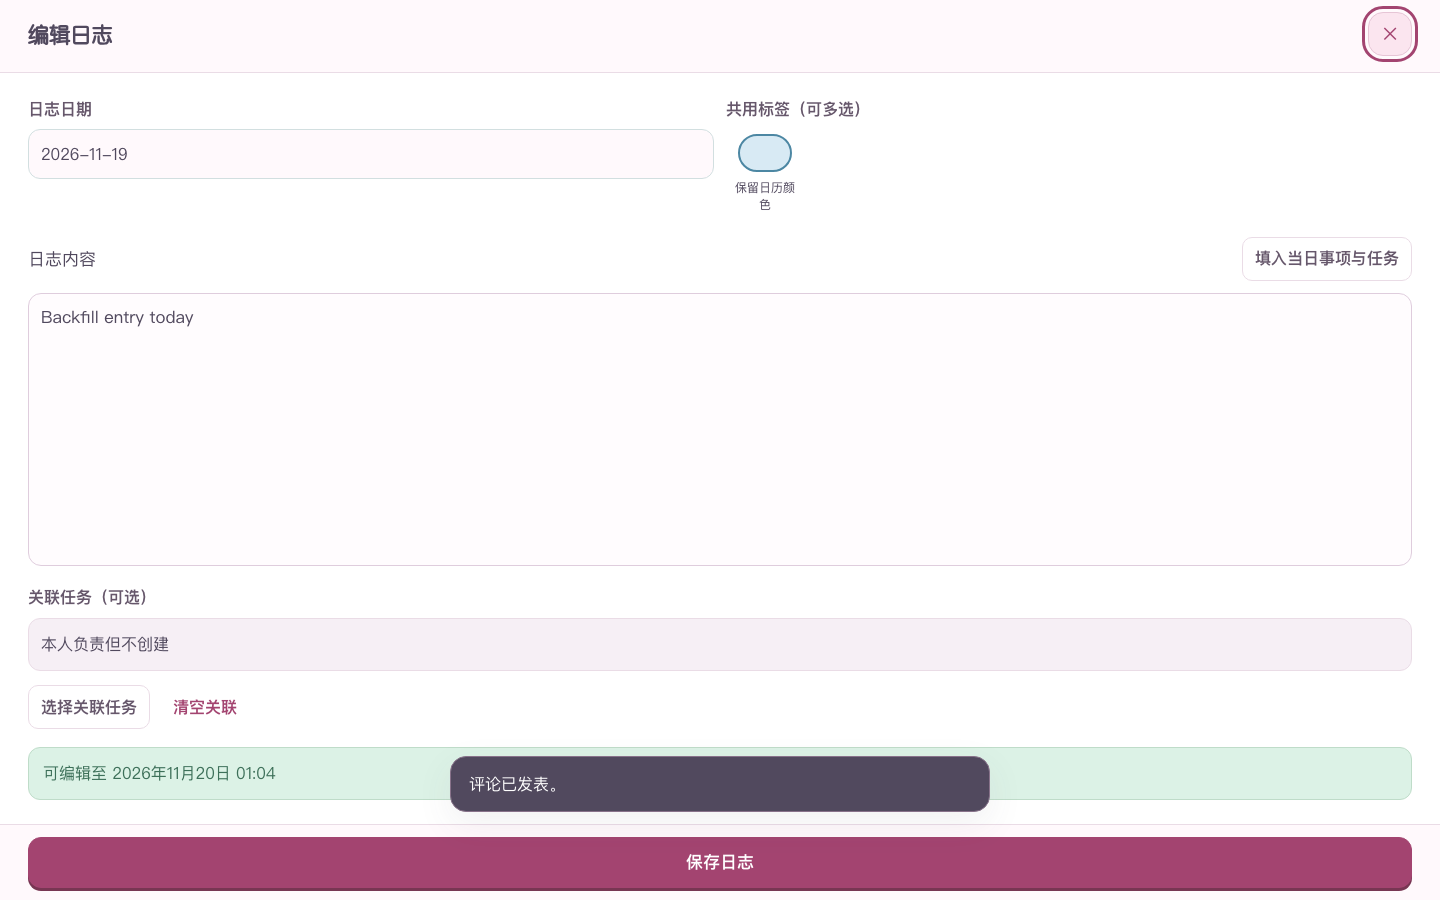 编辑日志
日志日期
2026-11-19
共用标签（可多选）
保留日历颜
色
日志内容
填入当日事项与任务
Backfill entry today
关联任务（可选）
本人负责但不创建
选择关联任务
清空关联
可编辑至 2026年11月20日 01:04
评论已发表。
保存日志